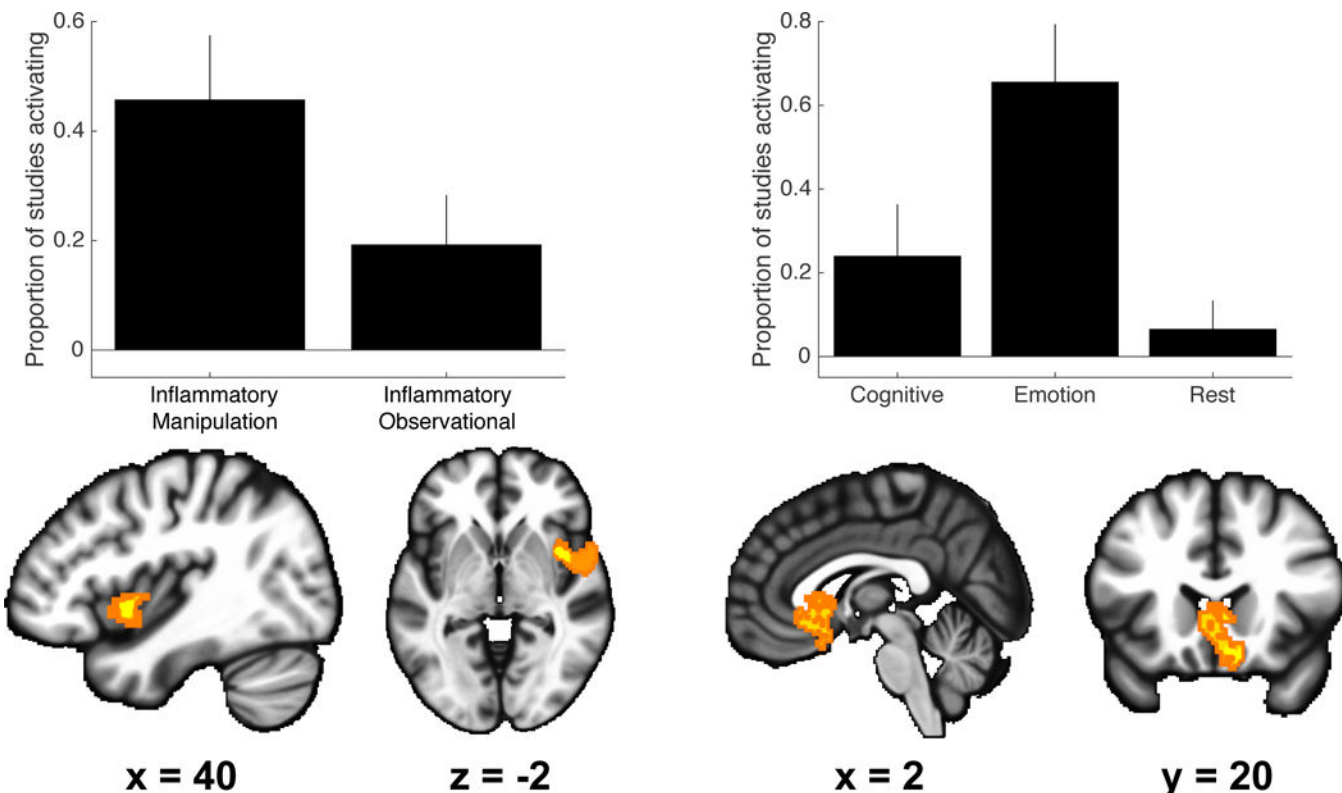 Proportion of studies activating
0.6
0.4
0.2
0
Inflammatory
Manipulation
Inflammatory
Observational
Proportion of studies activating
0.8
0.6
0.4
0.2
0
Cognitive
Emotion
Rest
x = 40
z = -2
x = 2
y = 20